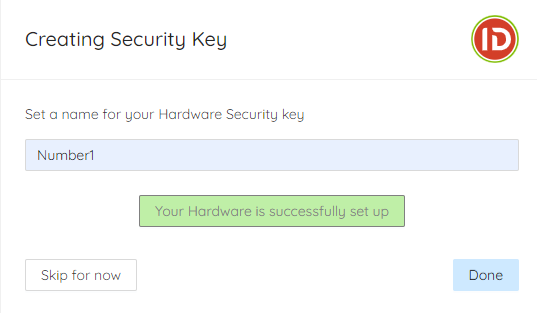 Creating Security Key
ID
Set a name for your Hardware Security key
Number1
Your Hardware is successfully set up
Skip for now
Done